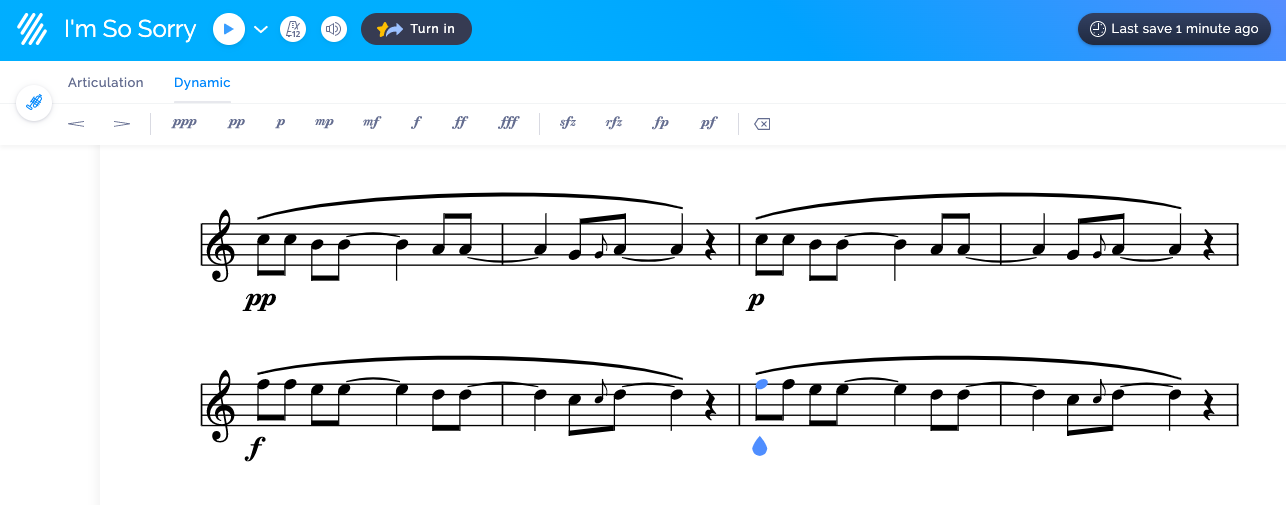 I'm So Sorry 12 Turn in Last save 1 minute ago
Articulation Dynamic
ppp pp p mp mf f ff fff sfz rfz fp pf
pp p
f